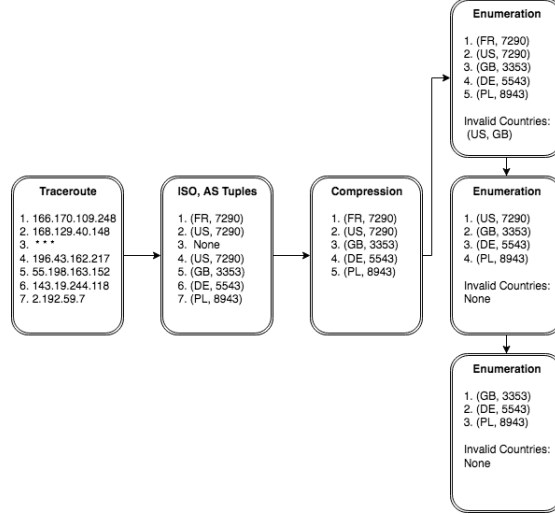 Traceroute
1. 166.170.109.248
2. 168.129.40.148
3. * * *
4. 196.43.162.217
5. 55.198.163.152
6. 143.19.244.118
7. 2.192.59.7
ISO, AS Tuples
1. (FR, 7290)
2. (US, 7290)
3. None
4. (US, 7290)
5. (GB, 3353)
6. (DE, 5543)
7. (PL, 8943)
Compression
1. (FR, 7290)
2. (US, 7290)
3. (GB, 3353)
4. (DE, 5543)
5. (PL, 8943)
Enumeration
1. (FR, 7290)
2. (US, 7290)
3. (GB, 3353)
4. (DE, 5543)
5. (PL, 8943)
Invalid Countries:
(US, GB)
Enumeration
1. (US, 7290)
2. (GB, 3353)
3. (DE, 5543)
4. (PL, 8943)
Invalid Countries:
None
Enumeration
1. (GB, 3353)
2. (DE, 5543)
3. (PL, 8943)
Invalid Countries:
None